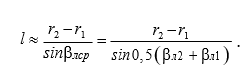 l ≈ (r₂ − r₁) / sinβлср = (r₂ − r₁) / sin0,5(βл2 + βл1) .